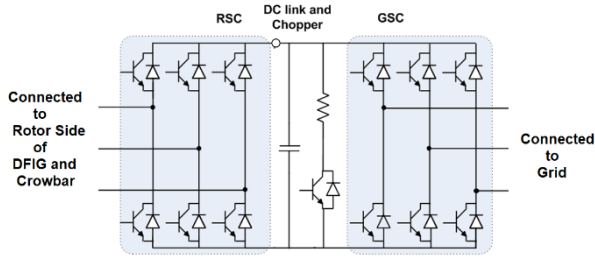 RSC
DC link and
Chopper
GSC
Connected
to
Rotor Side
of
DFIG and
Crowbar
Connected
to
Grid